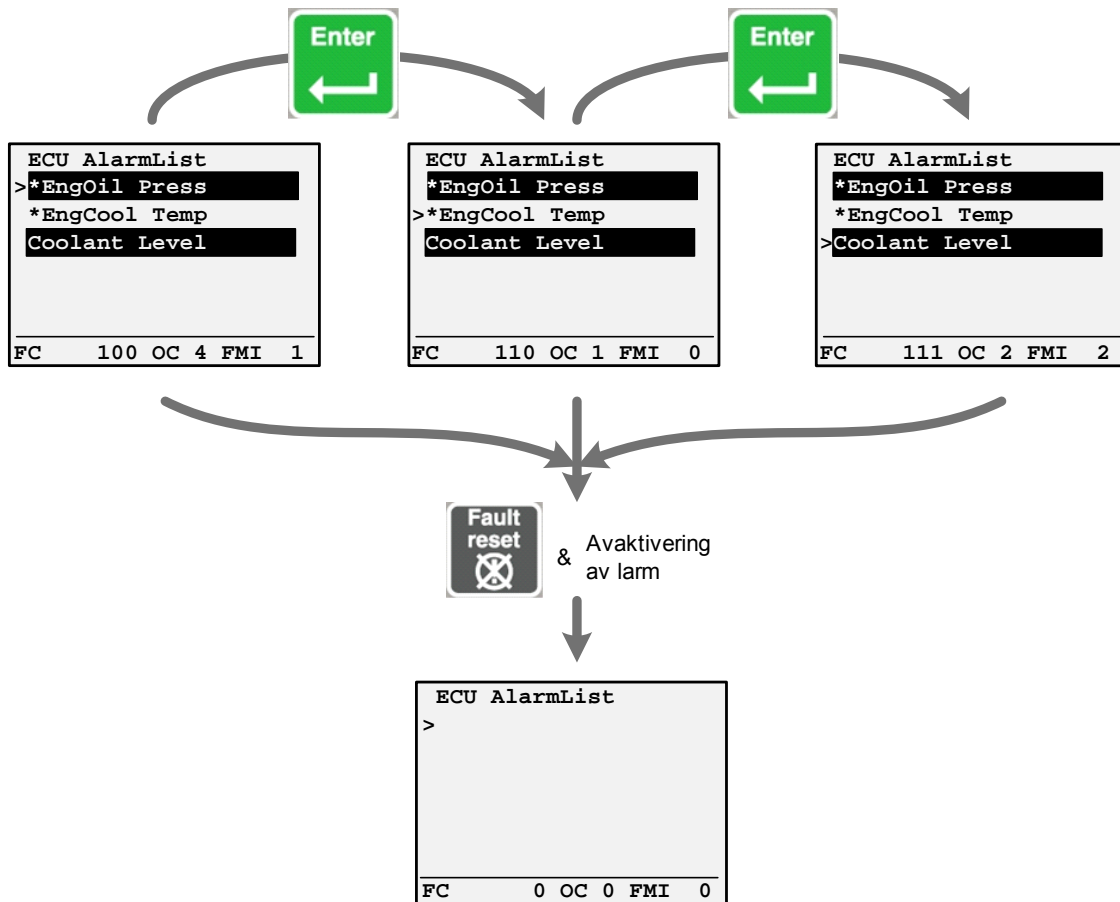 Enter
Enter
ECU AlarmList
>*EngOil Press
*EngCool Temp
Coolant Level
FC 100 OC 4 FMI 1
ECU AlarmList
*EngOil Press
>*EngCool Temp
Coolant Level
FC 110 OC 1 FMI 0
ECU AlarmList
*EngOil Press
*EngCool Temp
>Coolant Level
FC 111 OC 2 FMI 2
Fault
reset
& Avaktivering
av larm
ECU AlarmList
>
FC 0 OC 0 FMI 0